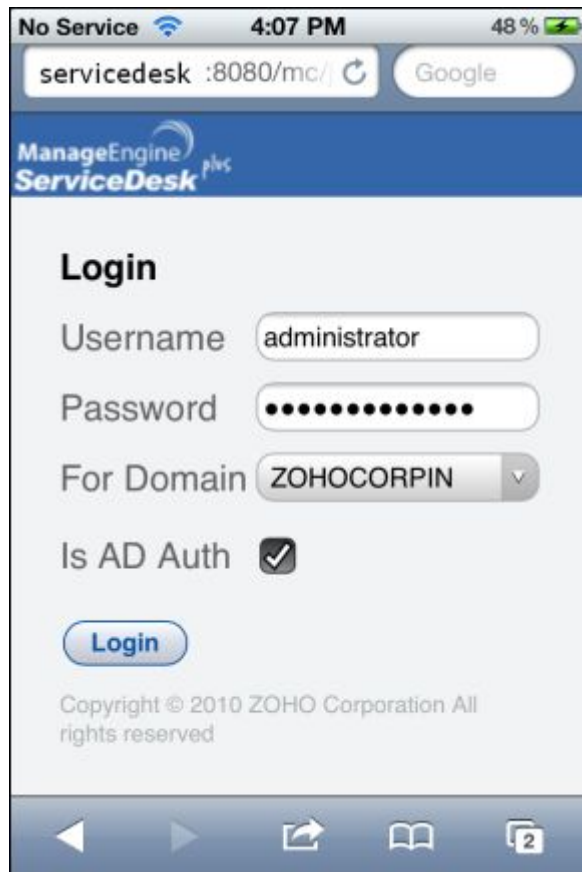 No Service 4:07 PM 48 %
servicedesk :8080/mc/ Google
ManageEngine
ServiceDesk plus
Login
Username administrator
Password •••••••••••••
For Domain ZOHOCORPIN
Is AD Auth
Login
Copyright © 2010 ZOHO Corporation All
rights reserved
2